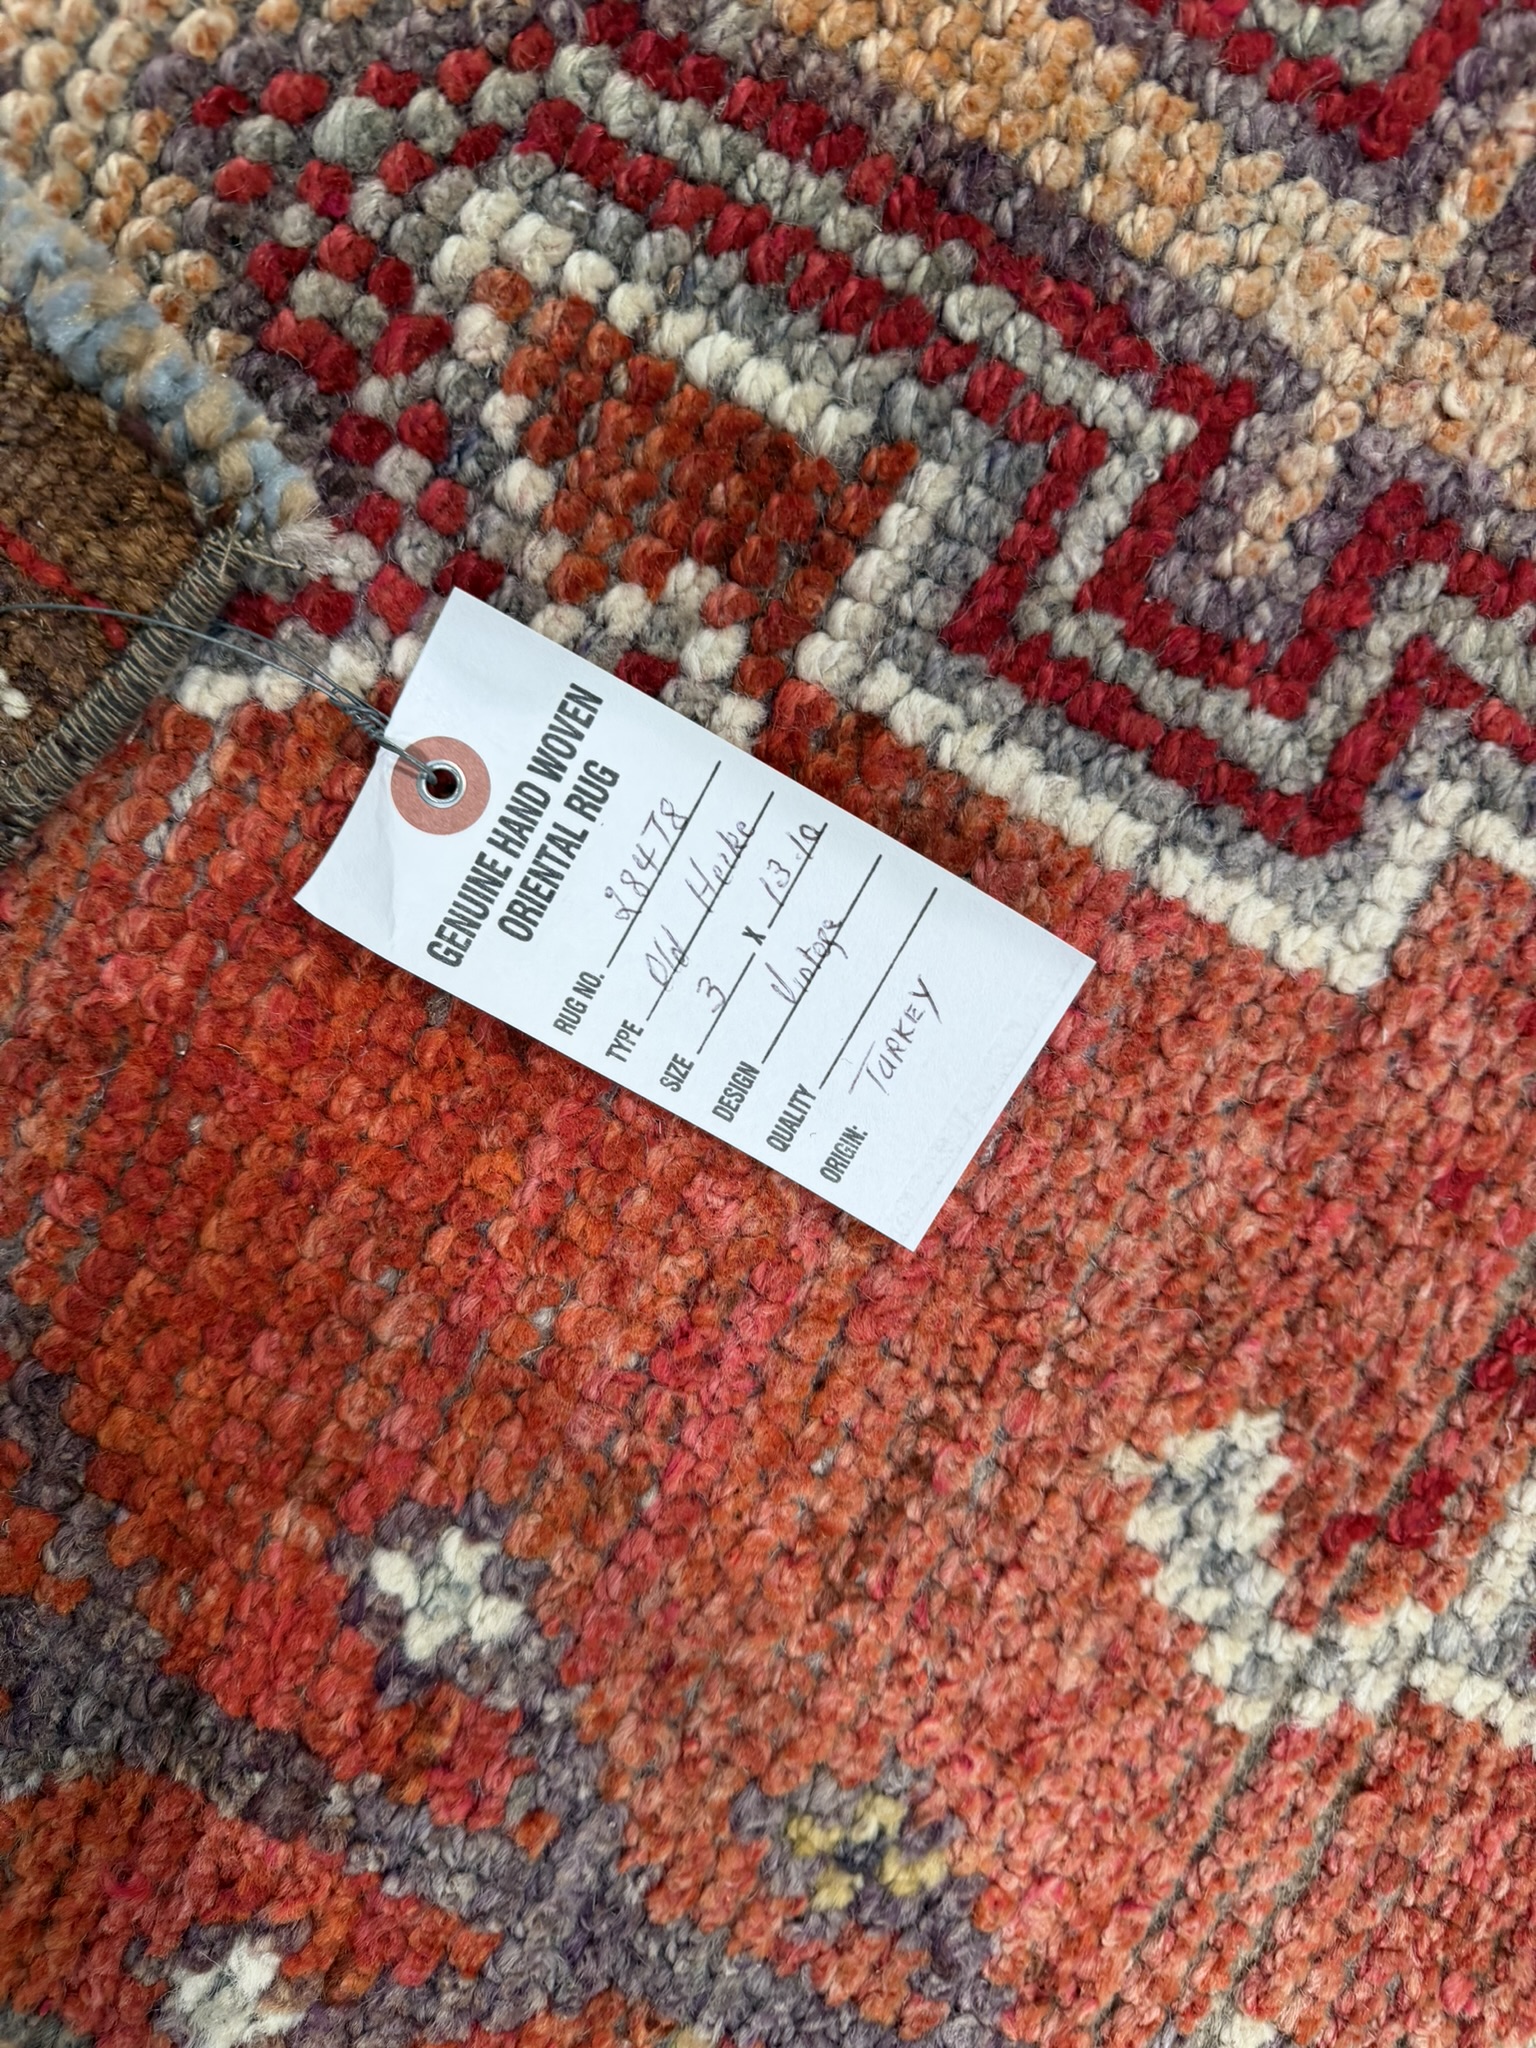 GENUINE HAND WOVEN
ORIENTAL RUG
RUG NO. 28478
TYPE Old Hereke
SIZE 3 X 13.10
DESIGN Vintage
QUALITY
ORIGIN: TURKEY